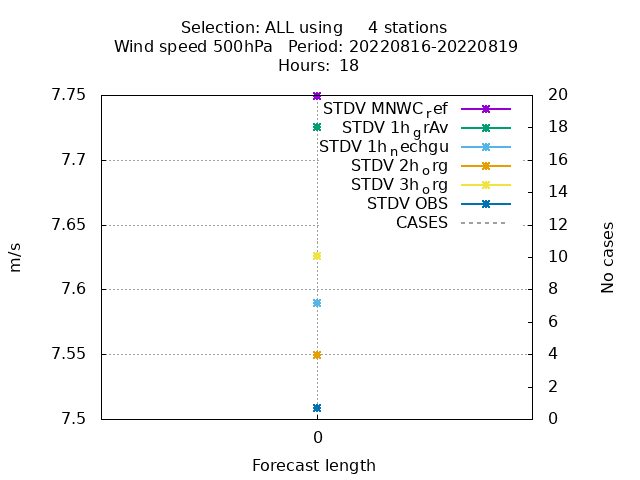 Selection: ALL using     4 stations
Wind speed 500hPa   Period: 20220816-20220819
Hours: 18
7.75
7.7
7.65
7.6
7.55
7.5
m/s
STDV MNWC_ref
STDV 1h_grAv
STDV 1h_nechgu
STDV 2h_org
STDV 3h_org
STDV OBS
CASES
20
18
16
14
12
10
8
6
4
2
0
No cases
0
Forecast length